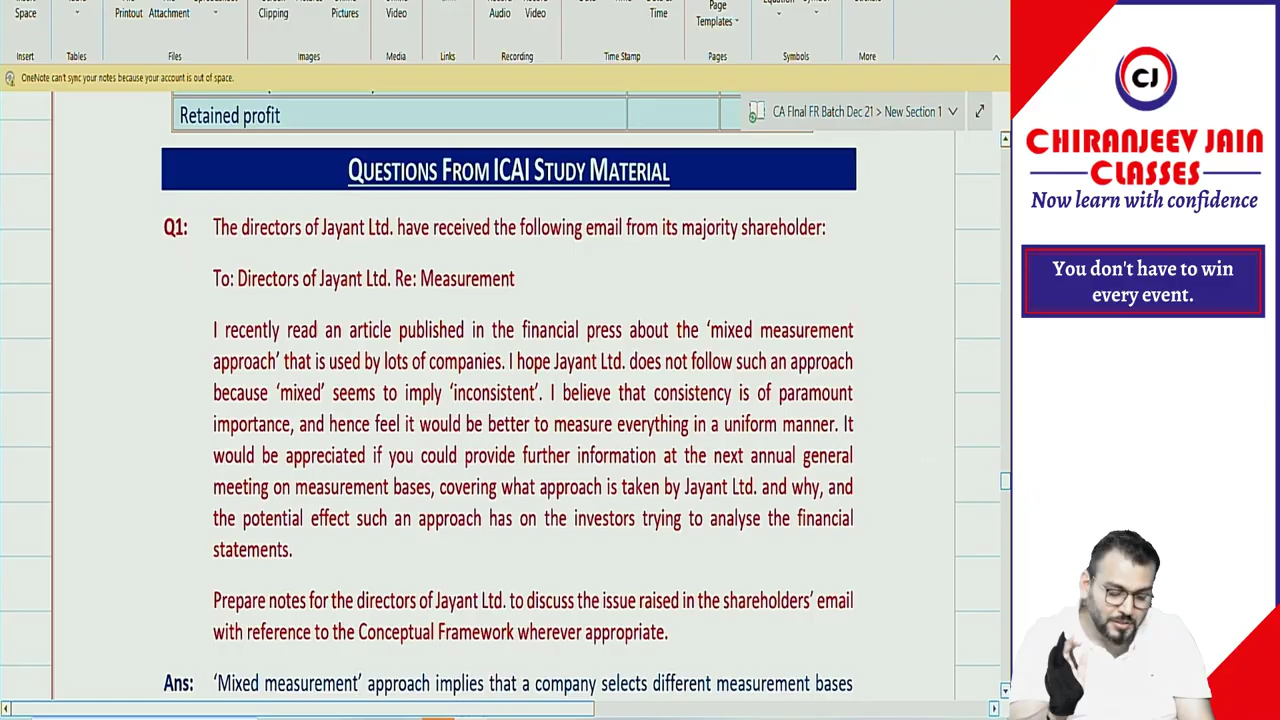 Space
Printout
Attachment
Clipping
Pictures
Video
Audio
Video
Time
Page
Templates
Insert
Tables
Files
Images
Media
Links
Recording
Time Stamp
Pages
Symbols
More
OneNote can't sync your notes because your account is out of space.
Retained profit
CA FInal FR Batch Dec 21 > New Section 1
QUESTIONS FROM ICAI STUDY MATERIAL
Q1: The directors of Jayant Ltd. have received the following email from its majority shareholder:
To: Directors of Jayant Ltd. Re: Measurement
I recently read an article published in the financial press about the ‘mixed measurement
approach’ that is used by lots of companies. I hope Jayant Ltd. does not follow such an approach
because ‘mixed’ seems to imply ‘inconsistent’. I believe that consistency is of paramount
importance, and hence feel it would be better to measure everything in a uniform manner. It
would be appreciated if you could provide further information at the next annual general
meeting on measurement bases, covering what approach is taken by Jayant Ltd. and why, and
the potential effect such an approach has on the investors trying to analyse the financial
statements.
Prepare notes for the directors of Jayant Ltd. to discuss the issue raised in the shareholders’ email
with reference to the Conceptual Framework wherever appropriate.
Ans: ‘Mixed measurement’ approach implies that a company selects different measurement bases
CJ
CHIRANJEEV JAIN
CLASSES
Now learn with confidence
You don't have to win
every event.